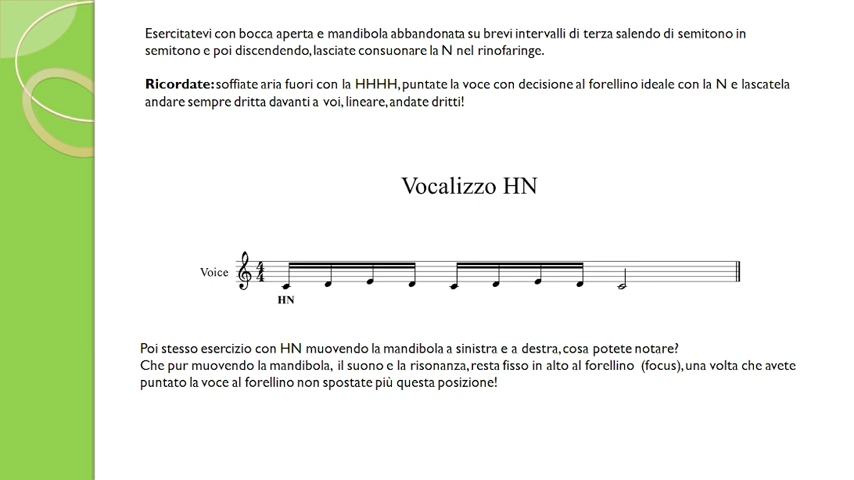 Esercitatevi con bocca aperta e mandibola abbandonata su brevi intervalli di terza salendo di semitono in
semitono e poi discendendo, lasciate consuonare la N nel rinofaringe.
Ricordate: soffiate aria fuori con la HHHH, puntate la voce con decisione al forellino ideale con la N e lascatela
andare sempre dritta davanti a voi, lineare, andate dritti!
Vocalizzo HN
Voice
4
4
HN
Poi stesso esercizio con HN muovendo la mandibola a sinistra e a destra, cosa potete notare?
Che pur muovendo la mandibola, il suono e la risonanza, resta fisso in alto al forellino (focus), una volta che avete
puntato la voce al forellino non spostate più questa posizione!